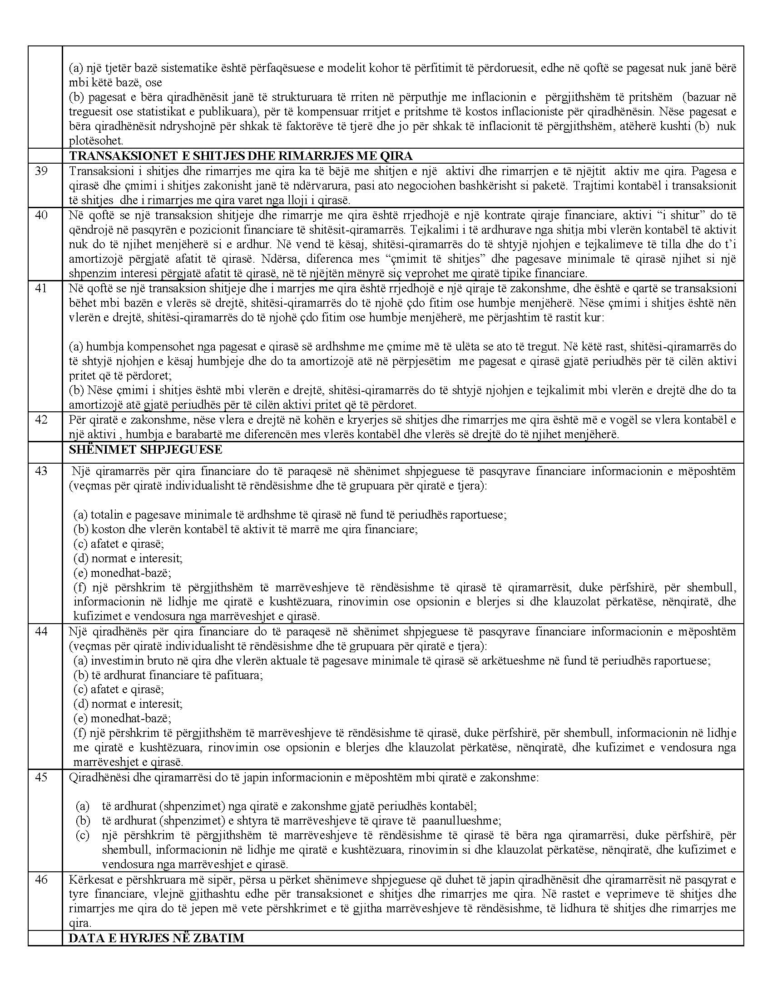 (a) një tjetër bazë sistematike është përfaqësuese e modelit kohor të përfitimit të përdoruesit, edhe në qoftë se pagesat nuk janë bërë
mbi këtë bazë, ose
(b) pagesat e bëra qiradhënësit janë të strukturuara të rriten në përputhje me inflacionin e përgjithshëm të pritshëm (bazuar në
treguesit ose statistikat e publikuara), për të kompensuar rritjet e pritshme të kostos inflacioniste për qiradhënësin. Nëse pagesat e
bëra qiradhënësit ndryshojnë për shkak të faktorëve të tjerë dhe jo për shkak të inflacionit të përgjithshëm, atëherë kushti (b) nuk
plotësohet.
TRANSAKSIONET E SHITJES DHE RIMARRJES ME QIRA
39 Transaksioni i shitjes dhe rimarrjes me qira ka të bëjë me shitjen e një aktivi dhe rimarrjen e të njëjtit aktiv me qira. Pagesa e
qirasë dhe çmimi i shitjes zakonisht janë të ndërvarura, pasi ato negociohen bashkërisht si paketë. Trajtimi kontabël i transaksionit
të shitjes dhe i rimarrjes me qira varet nga lloji i qirasë.
40 Në qoftë se një transaksion shitjeje dhe rimarrje me qira është rrjedhojë e një kontrate qiraje financiare, aktivi “i shitur” do të
qëndrojë në pasqyrën e pozicionit financiare të shitësit-qiramarrës. Tejkalimi i të ardhurave nga shitja mbi vlerën kontabël të aktivit
nuk do të njihet menjëherë si e ardhur. Në vend të kësaj, shitësi-qiramarrës do të shtyjë njohjen e tejkalimeve të tilla dhe do t’i
amortizojë përgjatë afatit të qirasë. Ndërsa, diferenca mes “çmimit të shitjes” dhe pagesave minimale të qirasë njihet si një
shpenzim interesi përgjatë afatit të qirasë, në të njëjtën mënyrë siç veprohet me qiratë tipike financiare.
41 Në qoftë se një transaksion shitjeje dhe i marrjes me qira është rrjedhojë e një qiraje të zakonshme, dhe është e qartë se transaksioni
bëhet mbi bazën e vlerës së drejtë, shitësi-qiramarrës do të njohë çdo fitim ose humbje menjëherë. Nëse çmimi i shitjes është nën
vlerën e drejtë, shitësi-qiramarrës do të njohë çdo fitim ose humbje menjëherë, me përjashtim të rastit kur:
(a) humbja kompensohet nga pagesat e qirasë së ardhshme me çmime më të ulëta se ato të tregut. Në këtë rast, shitësi-qiramarrës do
të shtyjë njohjen e kësaj humbjeje dhe do ta amortizojë atë në përpjesëtim me pagesat e qirasë gjatë periudhës për të cilën aktivi
pritet që të përdoret;
(b) Nëse çmimi i shitjes është mbi vlerën e drejtë, shitësi-qiramarrës do të shtyjë njohjen e tejkalimit mbi vlerën e drejtë dhe do ta
amortizojë atë gjatë periudhës për të cilën aktivi pritet që të përdoret.
42 Për qiratë e zakonshme, nëse vlera e drejtë në kohën e kryerjes së shitjes dhe rimarrjes me qira është më e vogël se vlera kontabël e
një aktivi , humbja e barabartë me diferencën mes vlerës kontabël dhe vlerës së drejtë do të njihet menjëherë.
SHËNIMET SHPJEGUESE
43 Një qiramarrës për qira financiare do të paraqesë në shënimet shpjeguese të pasqyrave financiare informacionin e mëposhtëm
(veçmas për qiratë individualisht të rëndësishme dhe të grupuara për qiratë e tjera):
(a) totalin e pagesave minimale të ardhshme të qirasë në fund të periudhës raportuese;
(b) koston dhe vlerën kontabël të aktivit të marrë me qira financiare;
(c) afatet e qirasë;
(d) normat e interesit;
(e) monedhat-bazë;
(f) një përshkrim të përgjithshëm të marrëveshjeve të rëndësishme të qirasë të qiramarrësit, duke përfshirë, për shembull,
informacionin në lidhje me qiratë e kushtëzuara, rinovimin ose opsionin e blerjes si dhe klauzolat përkatëse, nënqiratë, dhe
kufizimet e vendosura nga marrëveshjet e qirasë.
44 Një qiradhënës për qira financiare do të paraqesë në shënimet shpjeguese të pasqyrave financiare informacionin e mëposhtëm
(veçmas për qiratë individualisht të rëndësishme dhe të grupuara për qiratë e tjera):
(a) investimin bruto në qira dhe vlerën aktuale të pagesave minimale të qirasë së arkëtueshme në fund të periudhës raportuese;
(b) të ardhurat financiare të pafituara;
(c) afatet e qirasë;
(d) normat e interesit;
(e) monedhat-bazë;
(f) një përshkrim të përgjithshëm të marrëveshjeve të rëndësishme të qirasë, duke përfshirë, për shembull, informacionin në lidhje
me qiratë e kushtëzuara, rinovimin ose opsionin e blerjes dhe klauzolat përkatëse, nënqiratë, dhe kufizimet e vendosura nga
marrëveshjet e qirasë.
45 Qiradhënësi dhe qiramarrësi do të japin informacionin e mëposhtëm mbi qiratë e zakonshme:
(a) të ardhurat (shpenzimet) nga qiratë e zakonshme gjatë periudhës kontabël;
(b) të ardhurat (shpenzimet) e shtyra të marrëveshjeve të qirave të paanullueshme;
(c) një përshkrim të përgjithshëm të marrëveshjeve të rëndësishme të qirasë të bëra nga qiramarrësi, duke përfshirë, për
shembull, informacionin në lidhje me qiratë e kushtëzuara, rinovimin si dhe klauzolat përkatëse, nënqiratë, dhe kufizimet e
vendosura nga marrëveshjet e qirasë.
46 Kërkesat e përshkruara më sipër, përsa u përket shënimeve shpjeguese që duhet të japin qiradhënësit dhe qiramarrësit në pasqyrat e
tyre financiare, vlejnë gjithashtu edhe për transaksionet e shitjes dhe rimarrjes me qira. Në rastet e veprimeve të shitjes dhe
rimarrjes me qira do të jepen më vete përshkrimet e të gjitha marrëveshjeve të rëndësishme, të lidhura të shitjes dhe rimarrjes me
qira.
DATA E HYRJES NË ZBATIM